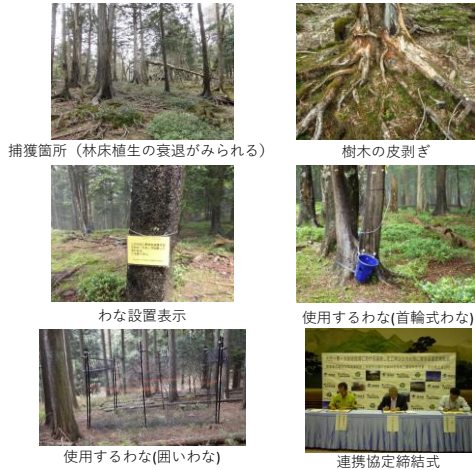 捕獲箇所（林床植生の衰退がみられる）
樹木の皮剥ぎ
わな設置表示
使用するわな(首輪式わな)
使用するわな(囲いわな)
連携協定締結式